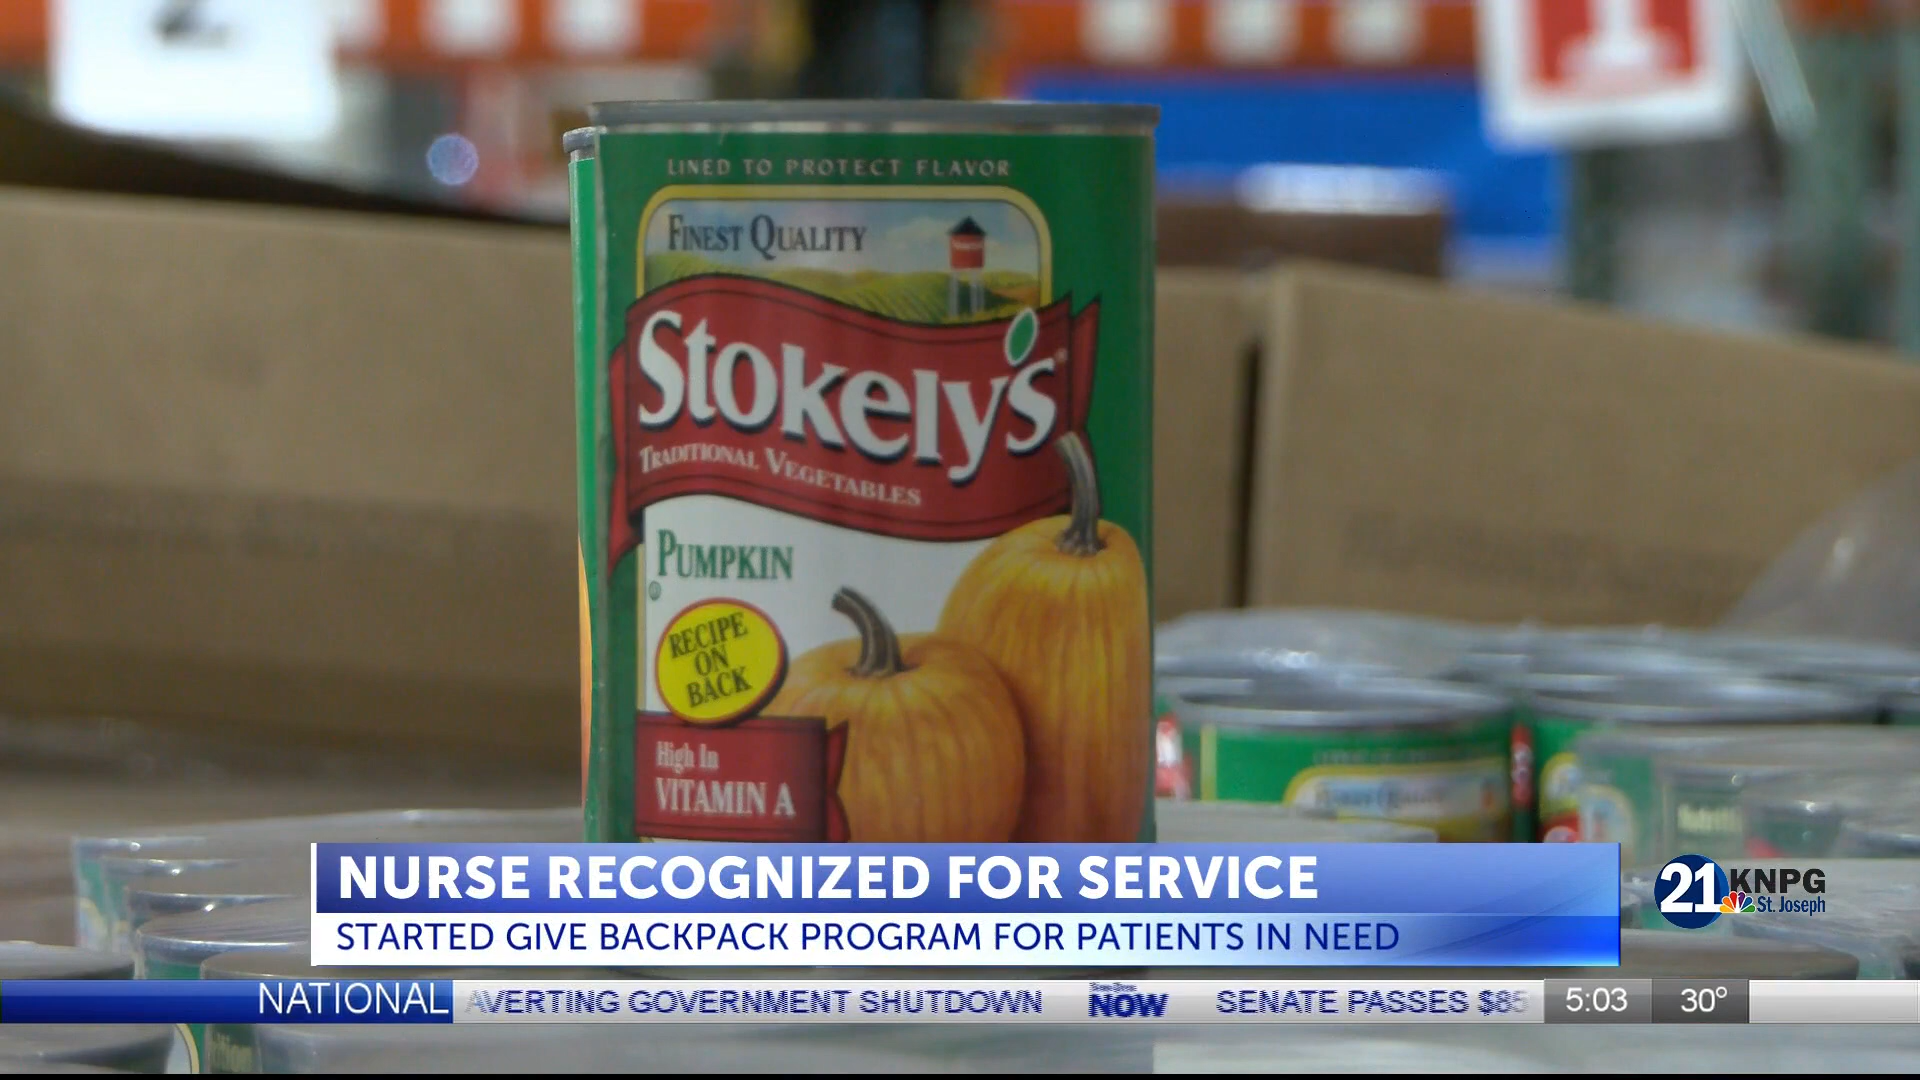 LINED TO PROTECT FLAVOR
FINEST QUALITY
Stokely's
TRADITIONAL VEGETABLES
PUMPKIN
RECIPE
ON
BACK
High In
VITAMIN A
NURSE RECOGNIZED FOR SERVICE
STARTED GIVE BACKPACK PROGRAM FOR PATIENTS IN NEED
21 KNPG
St. Joseph
NATIONAL AVERTING GOVERNMENT SHUTDOWN NOW SENATE PASSES $85 5:03 30°